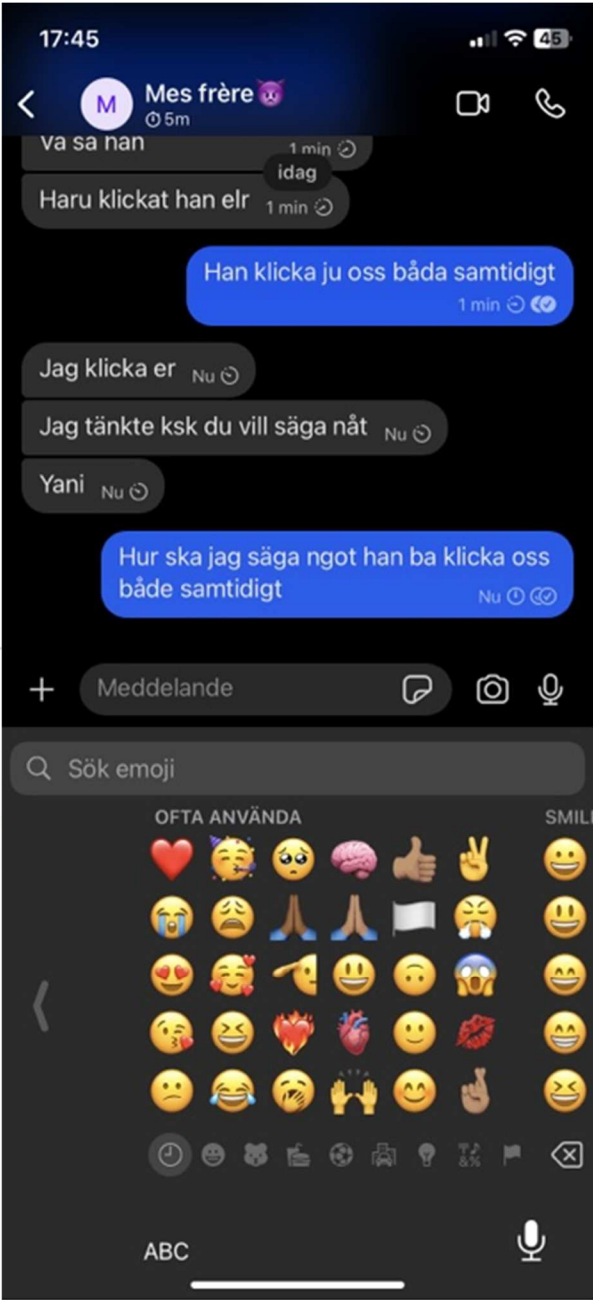 17:45
45
M
Mes frère😈
5m
Va sa han
1 min
idag
Haru klickat han elr
1 min
Han klicka ju oss båda samtidigt
1 min
Jag klicka er
Nu
Jag tänkte ksk du vill säga nåt
Nu
Yani
Nu
Hur ska jag säga ngot han ba klicka oss
både samtidigt
Nu
Meddelande
Sök emoji
OFTA ANVÄNDA
SMIL
ABC